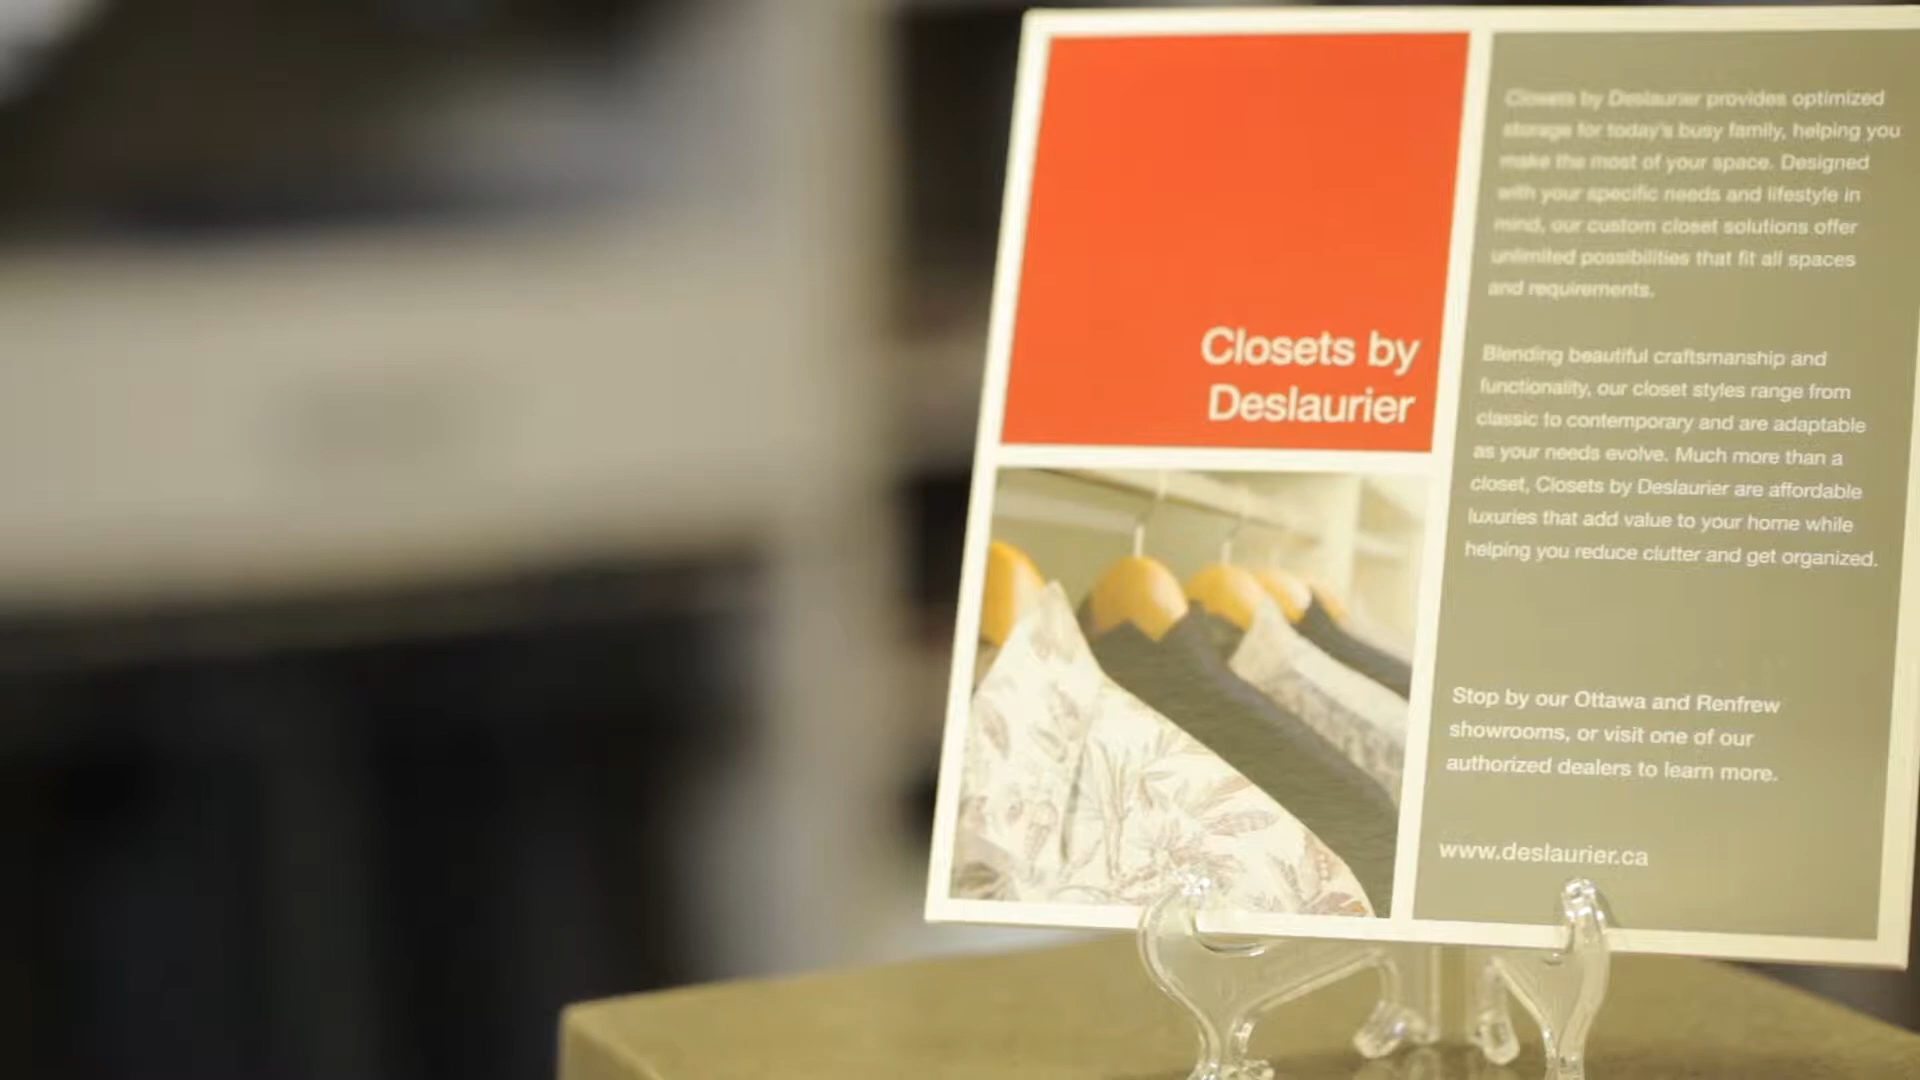 Closets by
Deslaurier
Closets by Deslaurier provides optimized
storage for today's busy family, helping you
make the most of your space. Designed
with your specific needs and lifestyle in
mind, our custom closet solutions offer
unlimited possibilities that fit all spaces
and requirements.
Blending beautiful craftsmanship and
functionality, our closet styles range from
classic to contemporary and are adaptable
as your needs evolve. Much more than a
closet, Closets by Deslaurier are affordable
luxuries that add value to your home while
helping you reduce clutter and get organized.
Stop by our Ottawa and Renfrew
showrooms, or visit one of our
authorized dealers to learn more.
www.deslaurier.ca